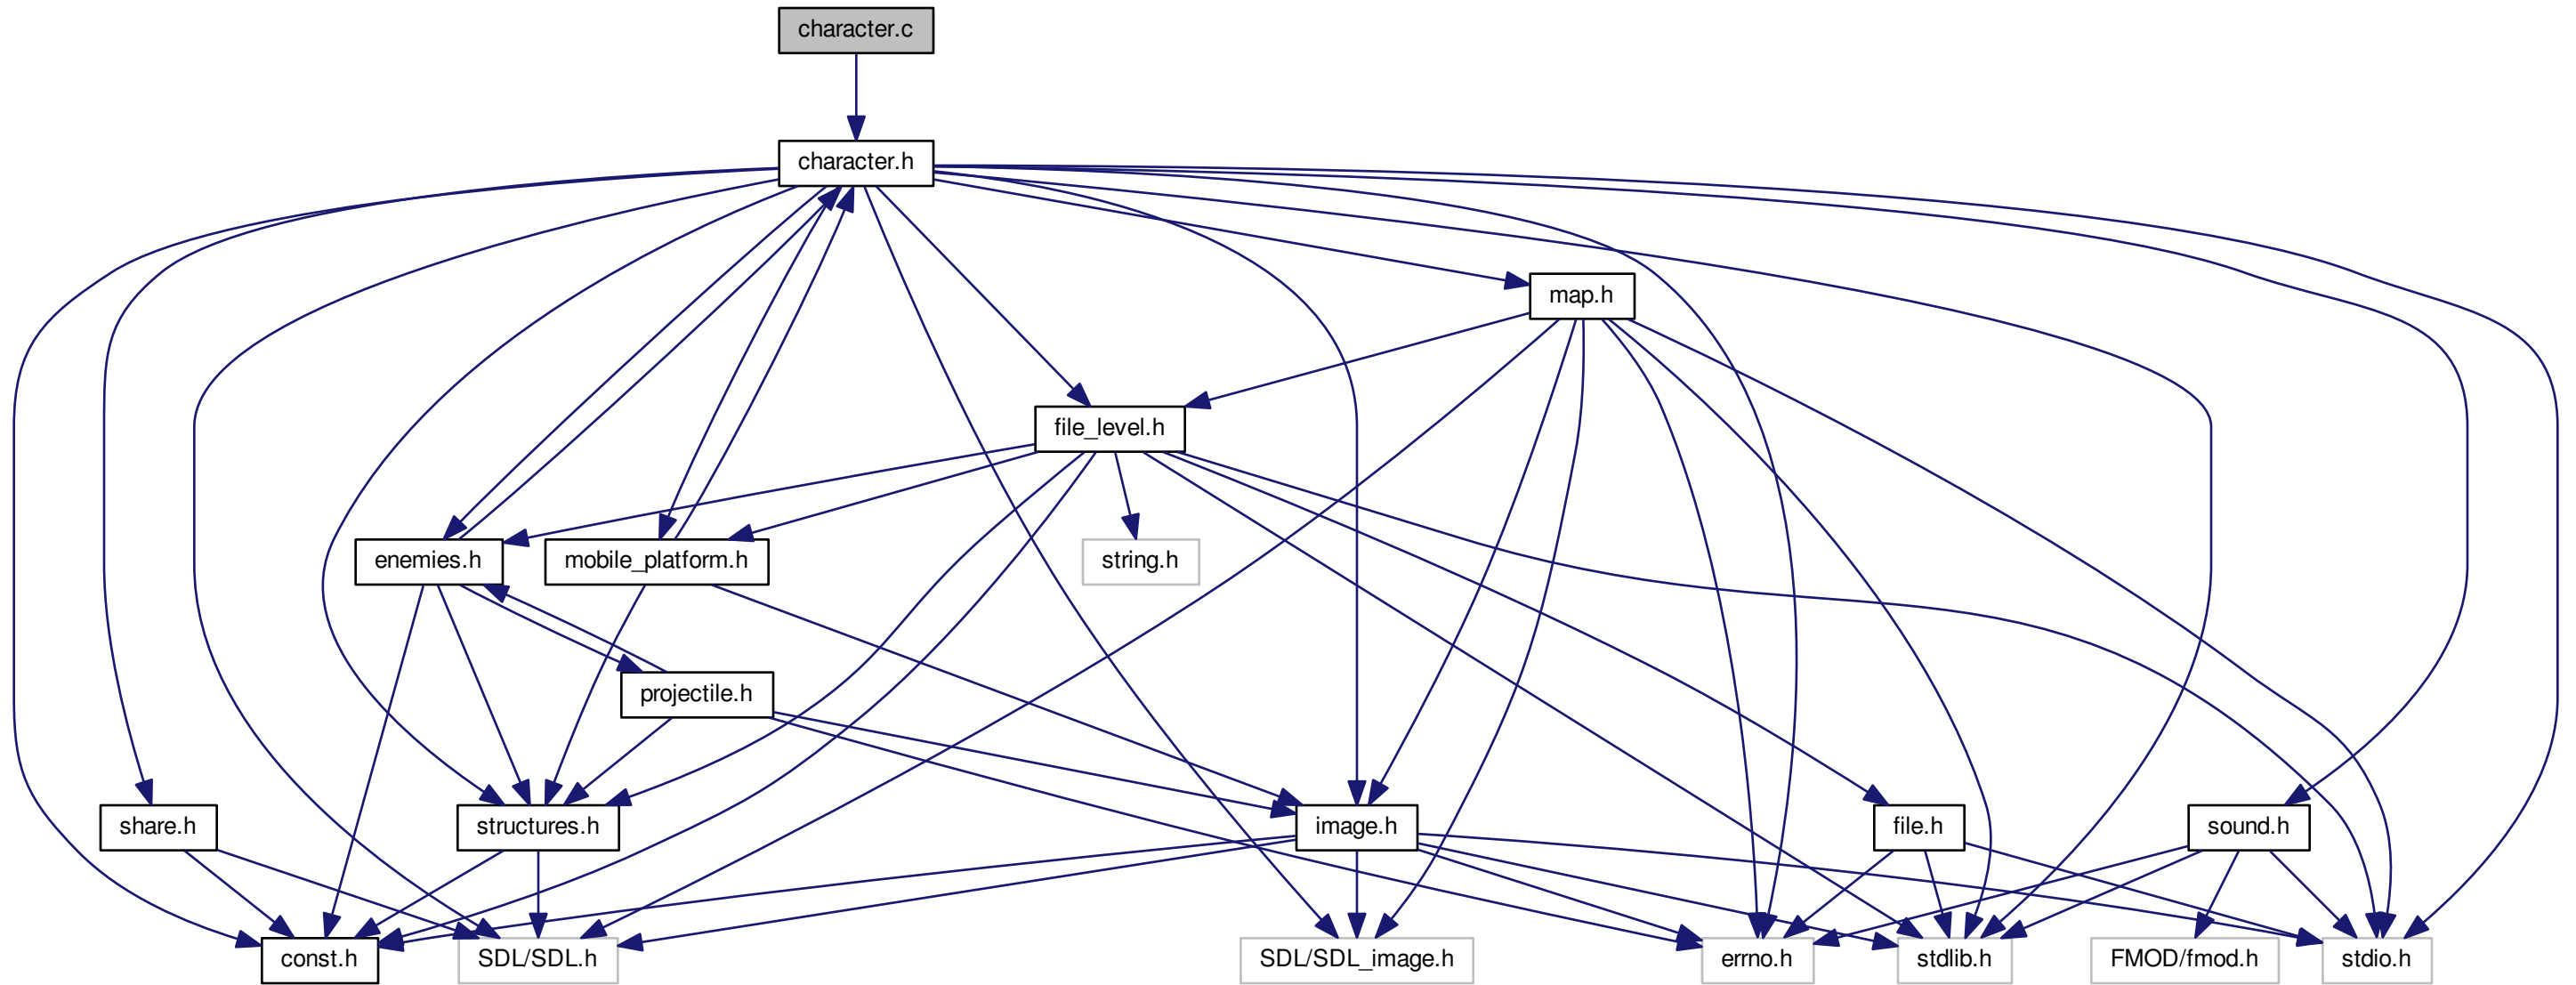 character.c
character.h
map.h
file_level.h
enemies.h
mobile_platform.h
string.h
projectile.h
share.h
structures.h
image.h
file.h
sound.h
const.h
SDL/SDL.h
SDL/SDL_image.h
errno.h
stdlib.h
FMOD/fmod.h
stdio.h